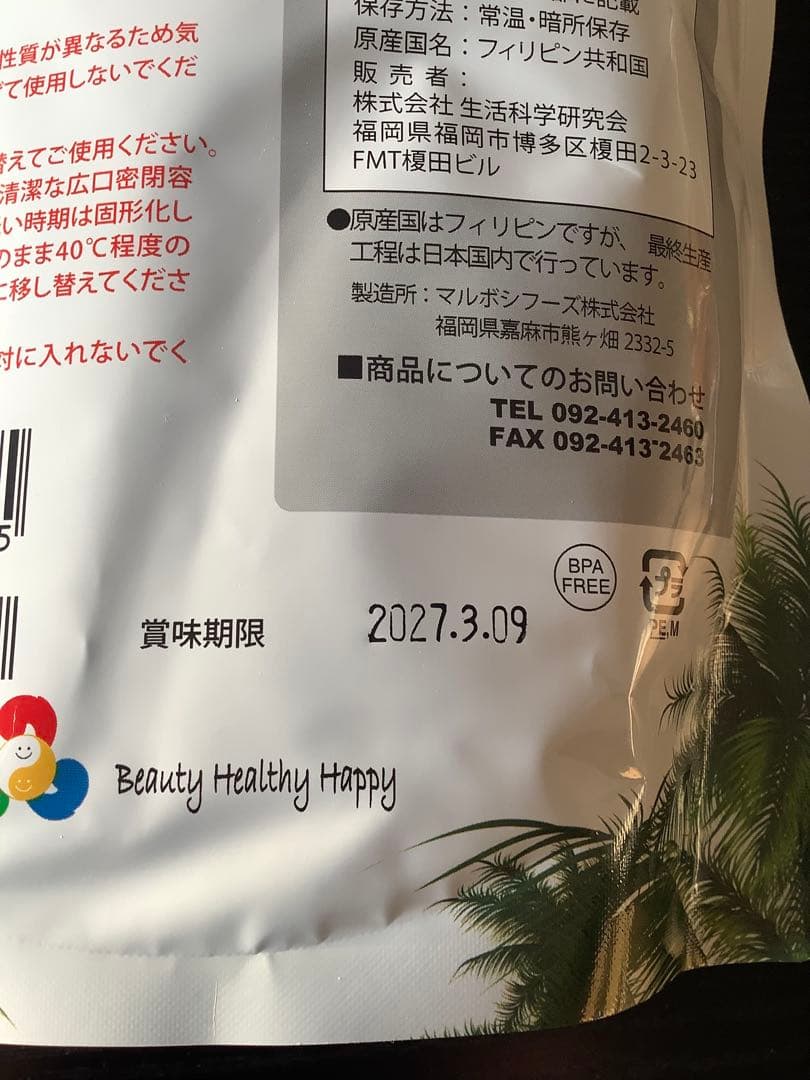 性質が異なるため気
て使用しないでくだ
替えてご使用ください。
清潔な広口密閉容
い時期は固形化し
のまま40℃程度の
に移し替えてくださ
対に入れないでく
に記載
保存方法：常温・暗所保存
原産国名：フィリピン共和国
販売者：
株式会社 生活科学研究会
福岡県福岡市博多区榎田2-3-23
FMT榎田ビル
●原産国はフィリピンですが、最終生産
工程は日本国内で行っています。
製造所：マルボシフーズ株式会社
福岡県嘉麻市熊ヶ畑 2332-5
■商品についてのお問い合わせ
TEL 092-413-2460
FAX 092-413-2463
5
BPA
FREE
プラ
PE,M
賞味期限 2027.3.09
Beauty Healthy Happy